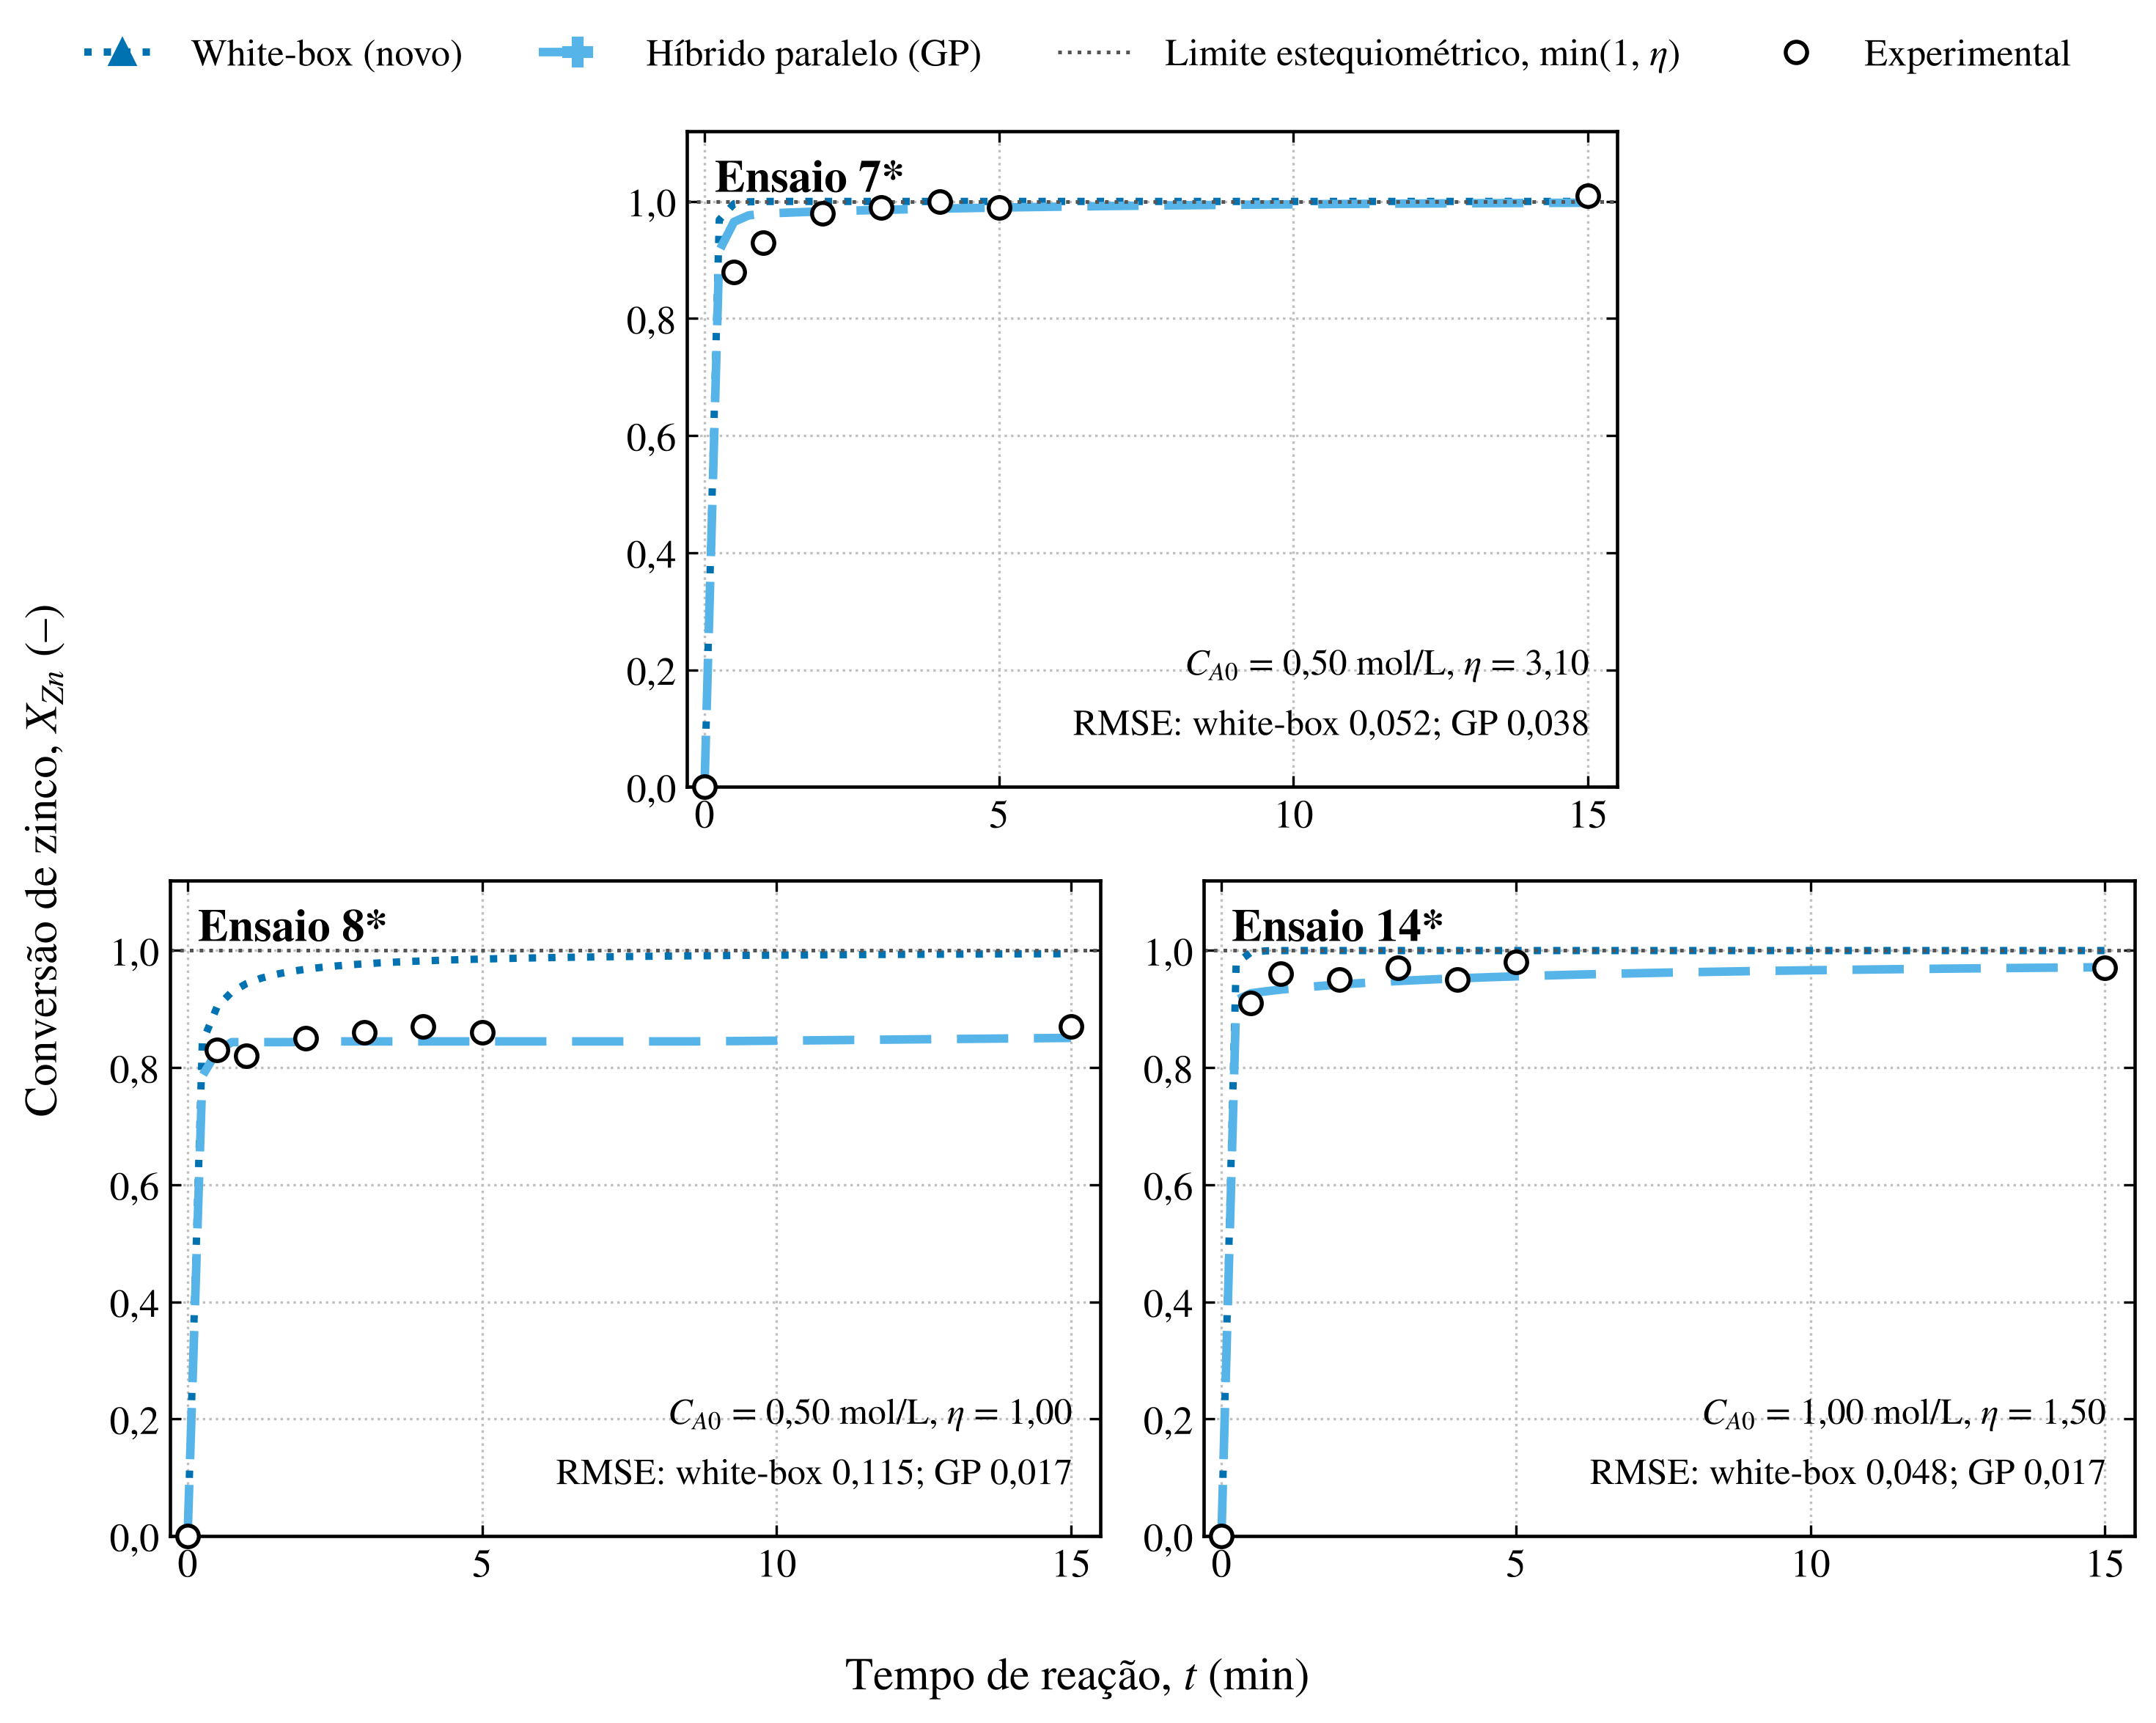 White-box (novo) Híbrido paralelo (GP) Limite estequiométrico, min(1, η) Experimental
Conversão de zinco, X_Zn (−)
Ensaio 7*
1,0
0,8
0,6
0,4
0,2
0,0
C_A0 = 0,50 mol/L, η = 3,10
RMSE: white-box 0,052; GP 0,038
0 5 10 15
Ensaio 8*
1,0
0,8
0,6
0,4
0,2
0,0
C_A0 = 0,50 mol/L, η = 1,00
RMSE: white-box 0,115; GP 0,017
0 5 10 15
Ensaio 14*
1,0
0,8
0,6
0,4
0,2
0,0
C_A0 = 1,00 mol/L, η = 1,50
RMSE: white-box 0,048; GP 0,017
0 5 10 15
Tempo de reação, t (min)